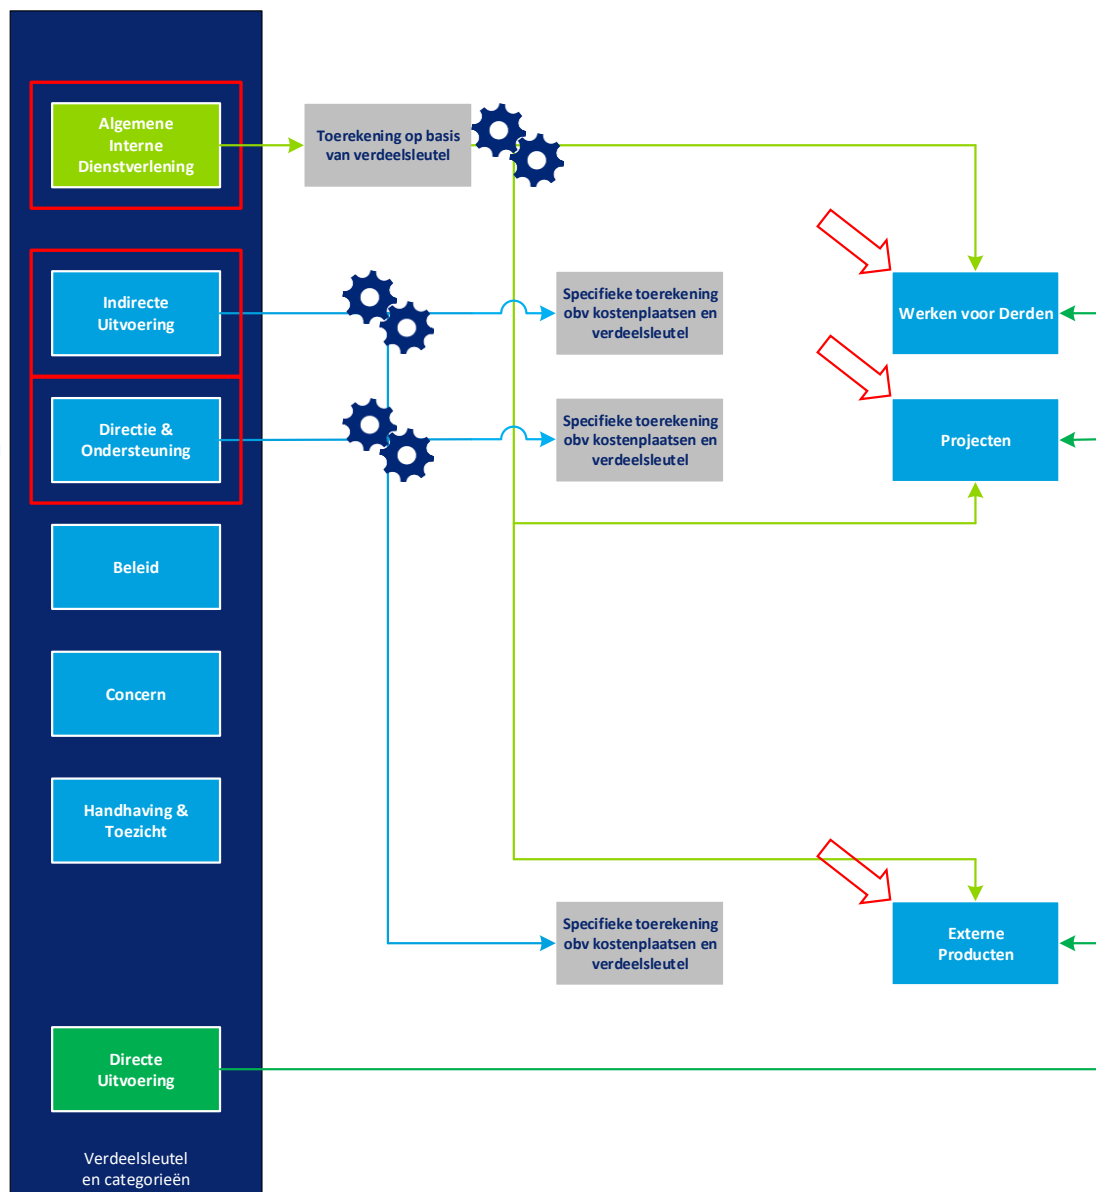 Algemene
Interne
Dienstverlening
Toerekening op basis
van verdeelsleutel
Indirecte
Uitvoering
Specifieke toerekening
obv kostenplaatsen en
verdeelsleutel
Werken voor Derden
Directie &
Ondersteuning
Specifieke toerekening
obv kostenplaatsen en
verdeelsleutel
Projecten
Beleid
Concern
Handhaving &
Toezicht
Specifieke toerekening
obv kostenplaatsen en
verdeelsleutel
Externe
Producten
Directe
Uitvoering
Verdeelsleutel
en categorieën